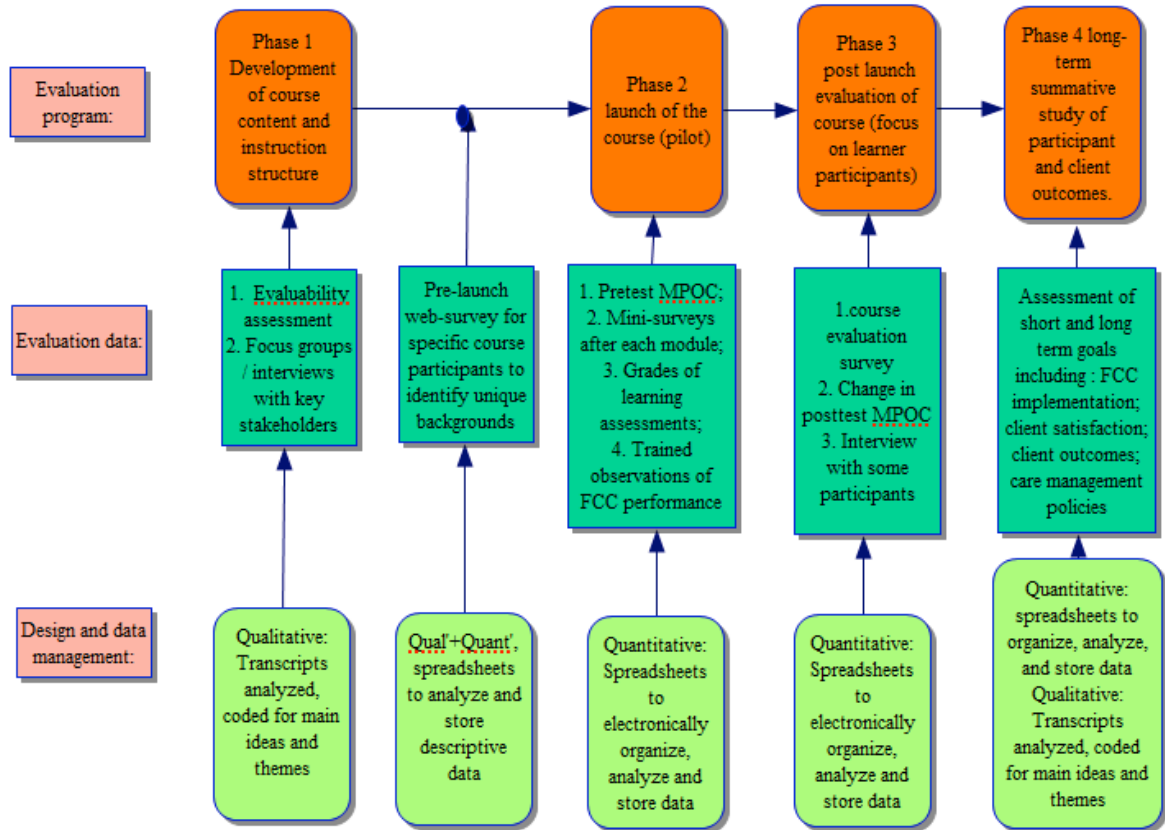 Evaluation
program:
Phase 1
Development
of course
content and
instruction
structure
Phase 2
launch of the
course (pilot)
Phase 3
post launch
evaluation of
course (focus
on learner
participants)
Phase 4 long-
term
summative
study of
participant
and client
outcomes.
Evaluation data:
1. Evaluability
assessment
2. Focus groups
/ interviews
with key
stakeholders
Pre-launch
web-survey for
specific course
participants to
identify unique
backgrounds
1. Pretest MPOC;
2. Mini-surveys
after each module;
3. Grades of
learning
assessments;
4. Trained
observations of
FCC performance
1.course
evaluation
survey
2. Change in
posttest MPOC
3. Interview
with some
participants
Assessment of
short and long
term goals
including : FCC
implementation;
client satisfaction;
client outcomes;
care management
policies
Design and data
management:
Qualitative:
Transcripts
analyzed,
coded for main
ideas and
themes
Qual'+Quant',
spreadsheets
to analyze and
store
descriptive
data
Quantitative:
Spreadsheets
to
electronically
organize,
analyze and
store data
Quantitative:
Spreadsheets
to
electronically
organize,
analyze and
store data
Quantitative:
spreadsheets to
organize, analyze,
and store data
Qualitative:
Transcripts
analyzed, coded
for main ideas and
themes